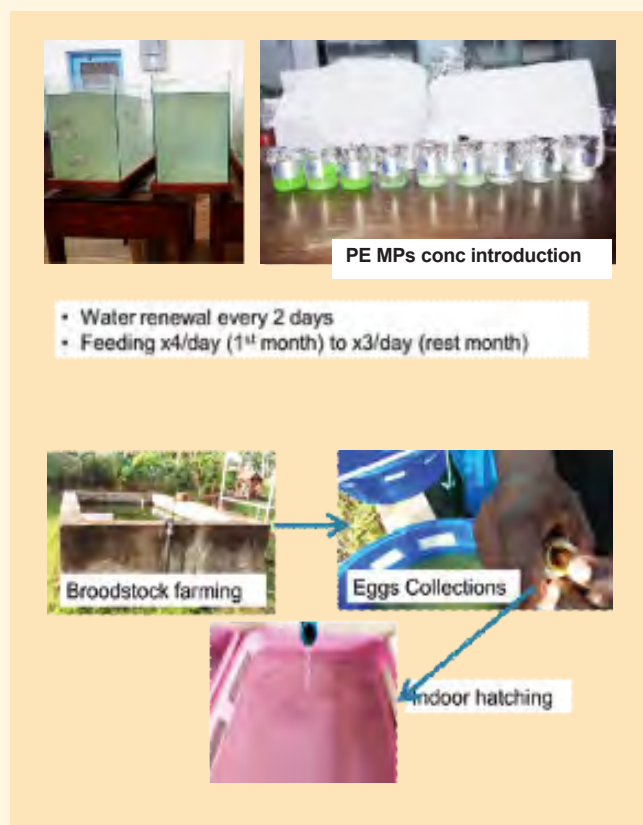 PE MPs conc introduction
• Water renewal every 2 days
• Feeding x4/day (1st month) to x3/day (rest month)
Broodstock farming
Eggs Collections
Indoor hatching